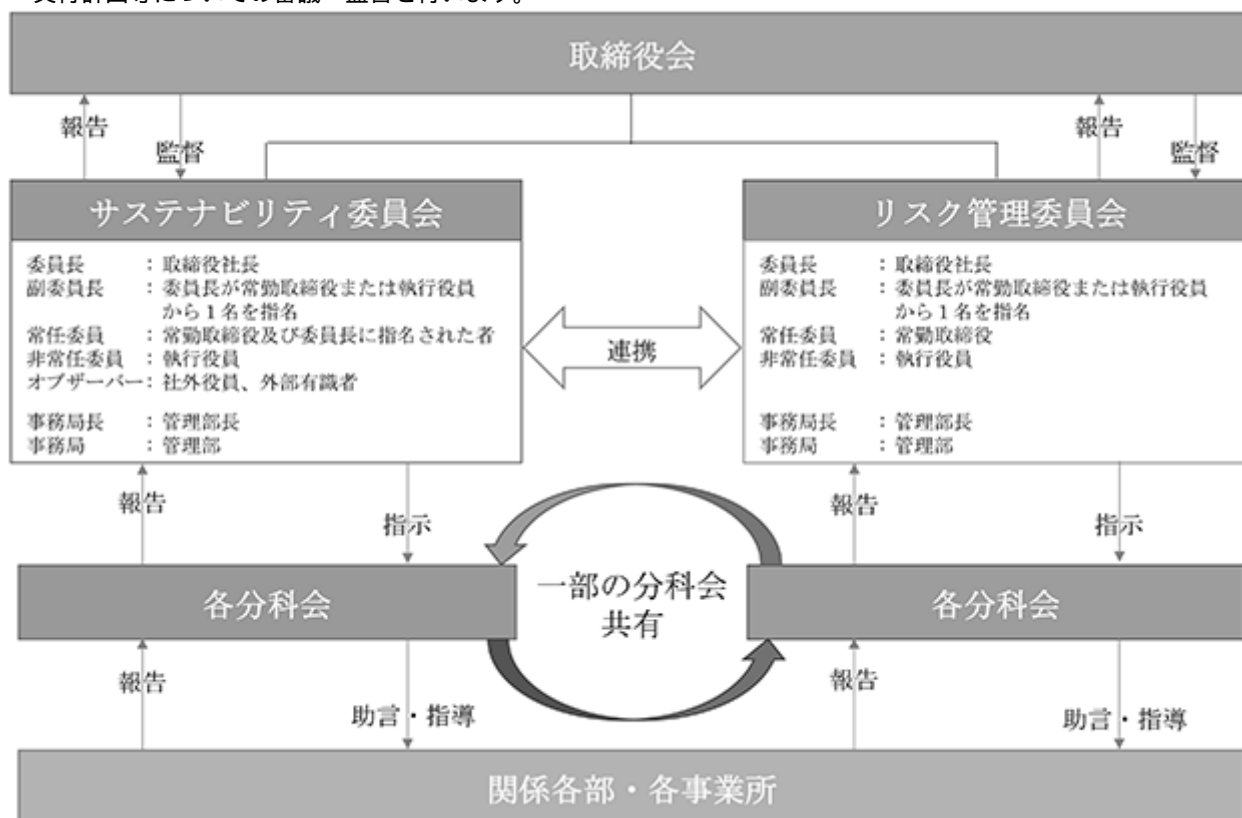 取締役会
報告
監督
報告
監督
サステナビリティ委員会
委員長 : 取締役社長
副委員長 : 委員長が常勤取締役または執行役員
から1名を指名
常任委員 : 常勤取締役及び委員長に指名された者
非常任委員 : 執行役員
オブザーバー : 社外役員、外部有識者
事務局長 : 管理部長
事務局 : 管理部
連携
リスク管理委員会
委員長 : 取締役社長
副委員長 : 委員長が常勤取締役または執行役員
から1名を指名
常任委員 : 常勤取締役
非常任委員 : 執行役員
事務局長 : 管理部長
事務局 : 管理部
報告
指示
報告
指示
各分科会
一部の分科会
共有
各分科会
報告
助言・指導
報告
助言・指導
関係各部・各事業所